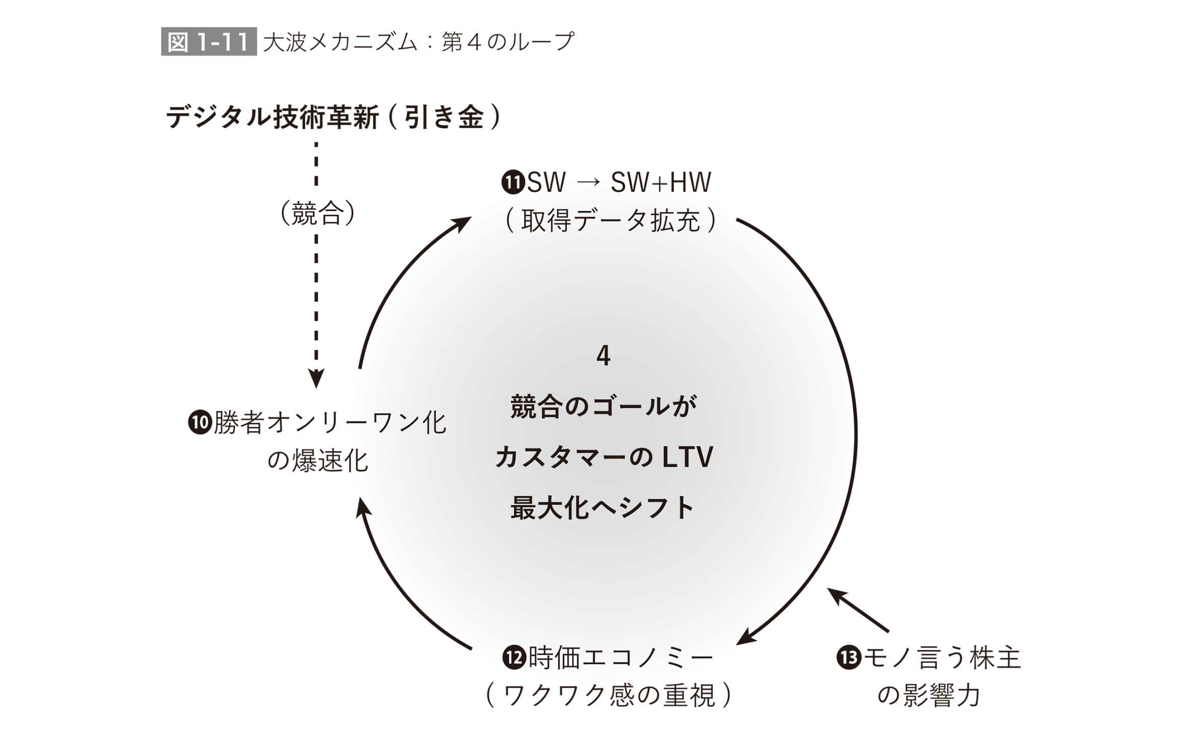 図 1-11 大波メカニズム：第４のループ
デジタル技術革新 ( 引き金 )
（競合）
⓫SW → SW+HW
( 取得データ拡充 )
4
競合のゴールが
カスタマーの LTV
最大化へシフト
❿勝者オンリーワン化
の爆速化
⓬時価エコノミー
( ワクワク感の重視 )
⓭モノ言う株主
の影響力